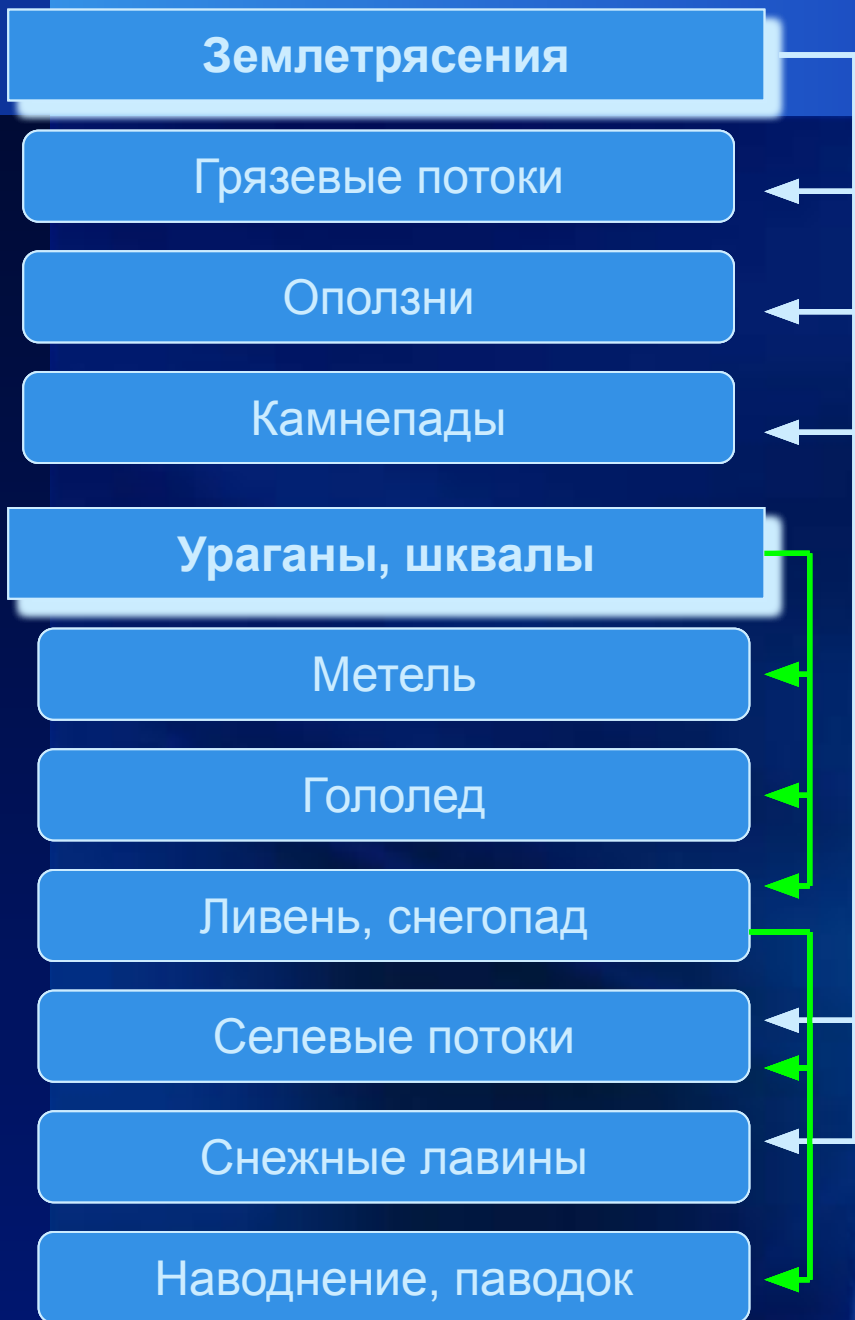 Землетрясения
Грязевые потоки
Оползни
Камнепады
Ураганы, шквалы
Метель
Гололед
Ливень, снегопад
Селевые потоки
Снежные лавины
Наводнение, паводок